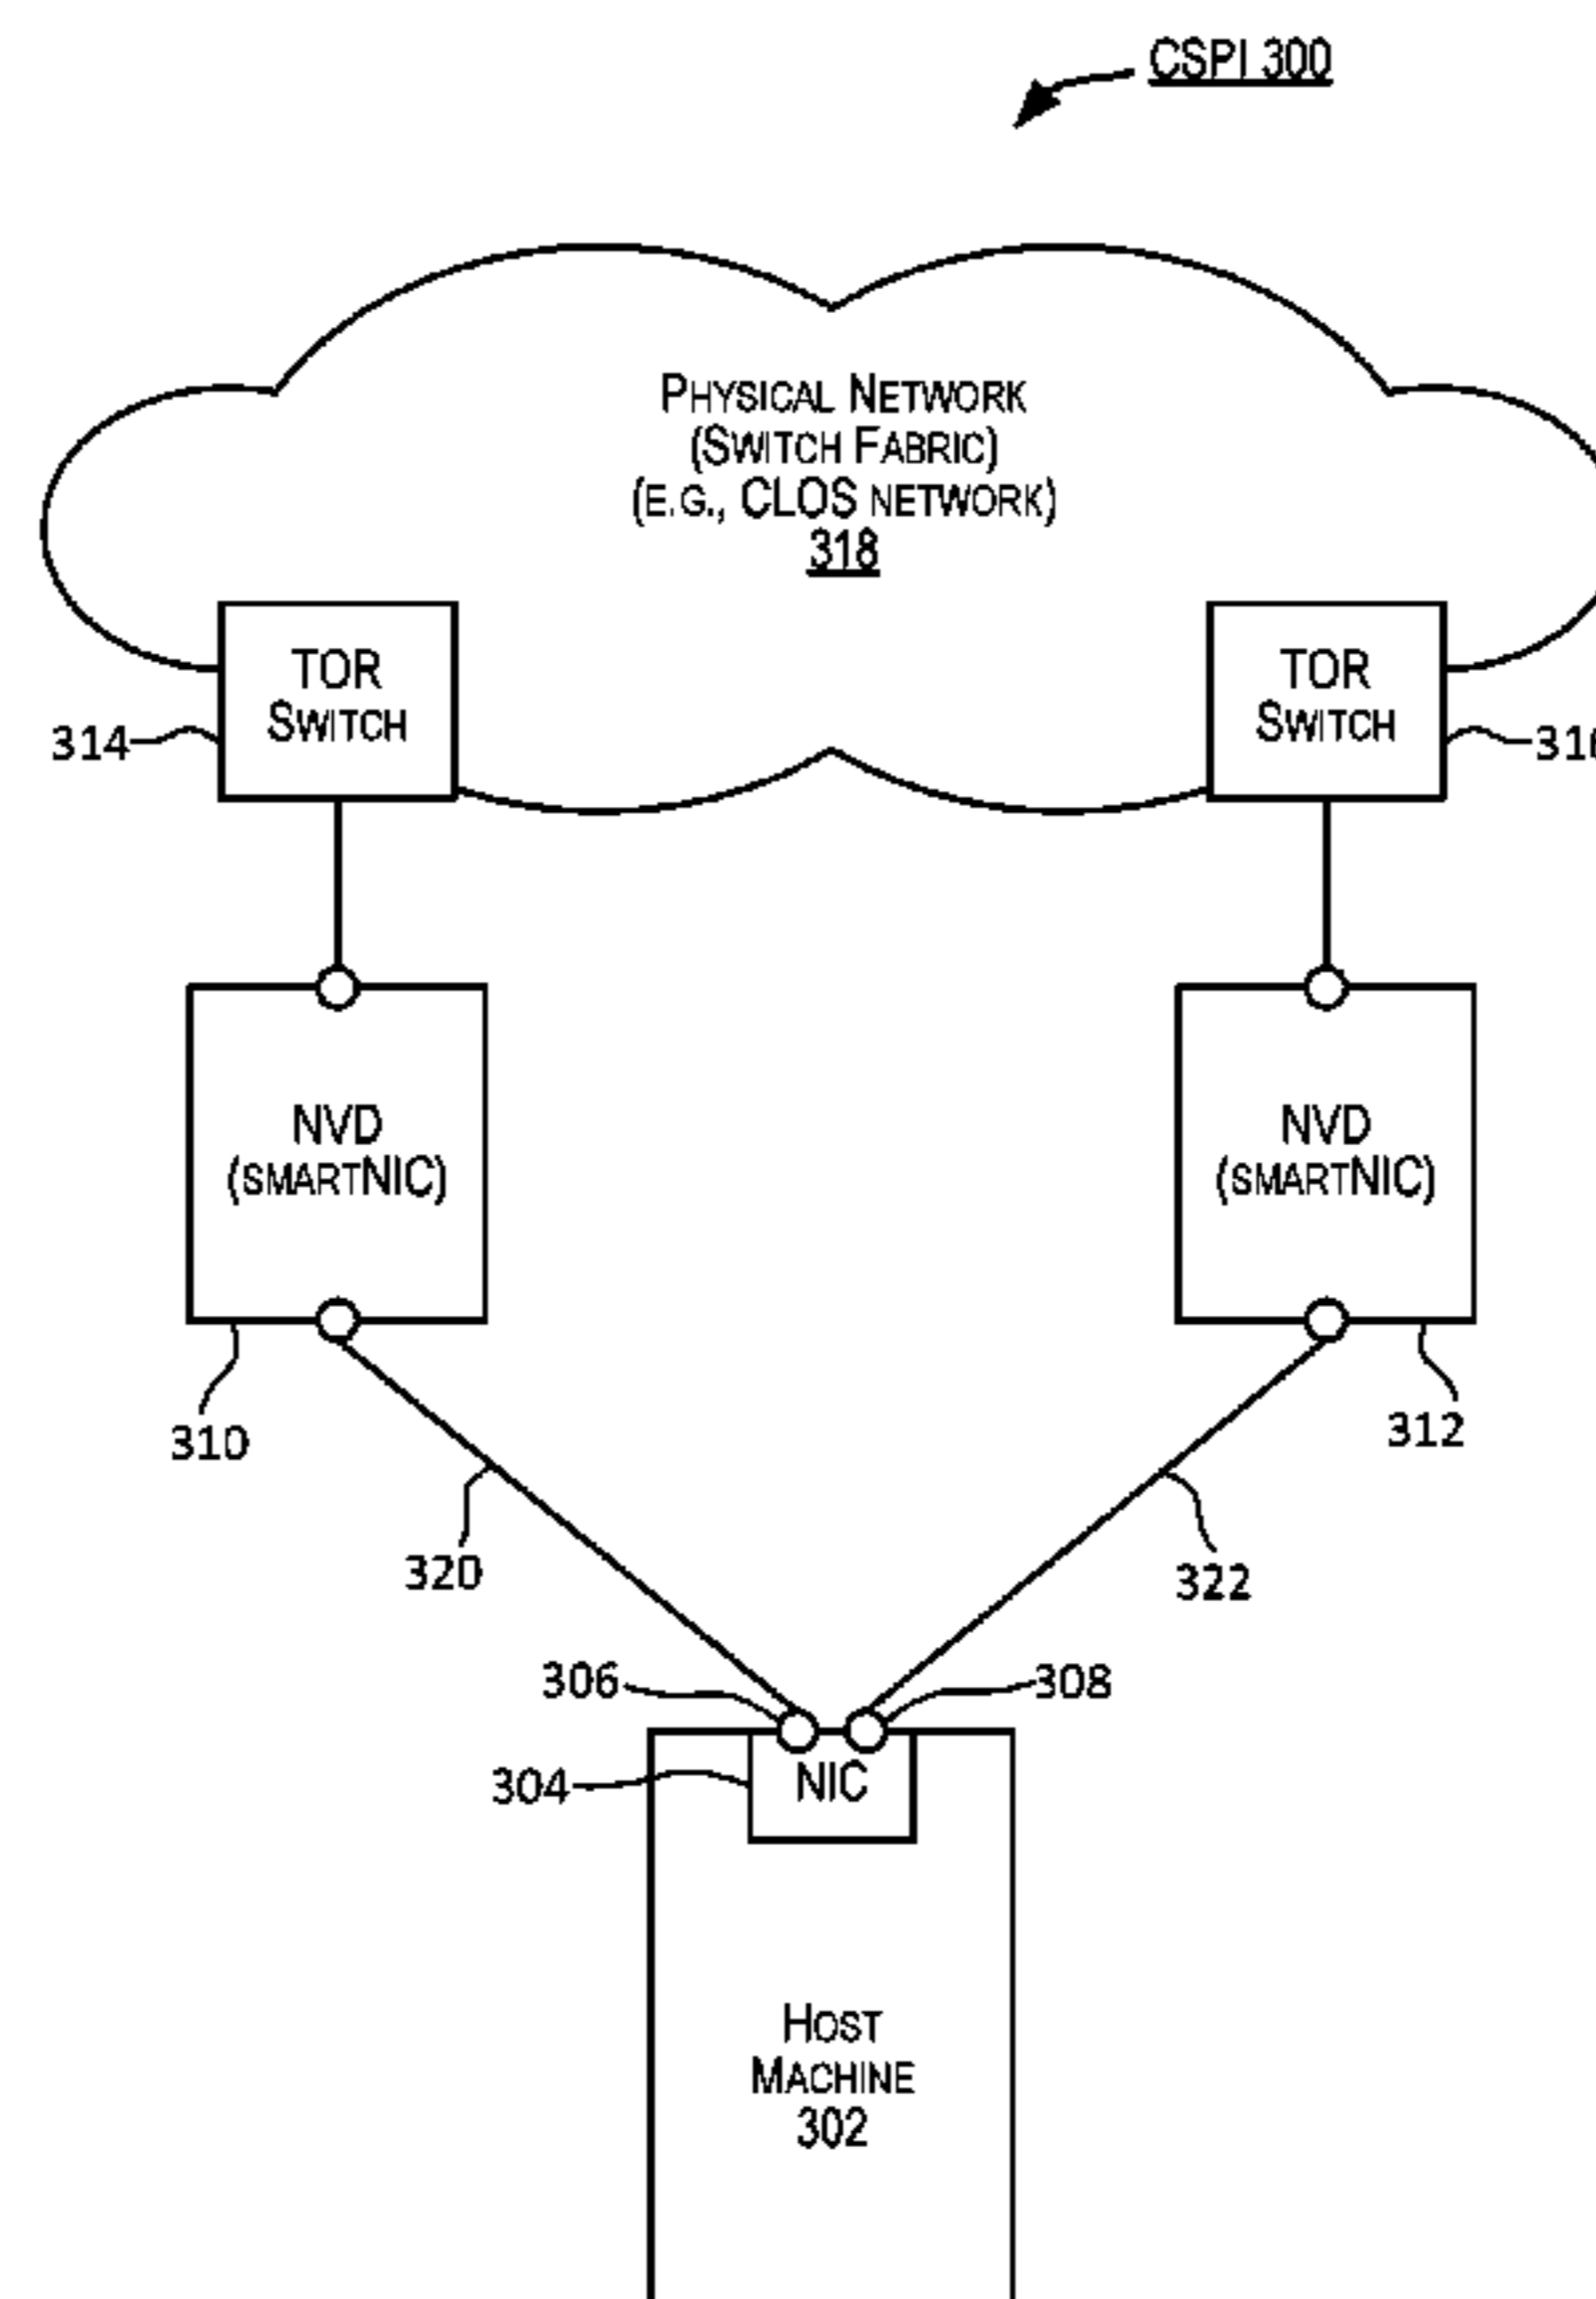 CSPI 300
PHYSICAL NETWORK
(SWITCH FABRIC)
(E.G., CLOS NETWORK)
318
TOR
SWITCH
TOR
SWITCH
314
NVD
(SMARTNIC)
NVD
(SMARTNIC)
310
312
320
322
306
308
304
NIC
HOST
MACHINE
302